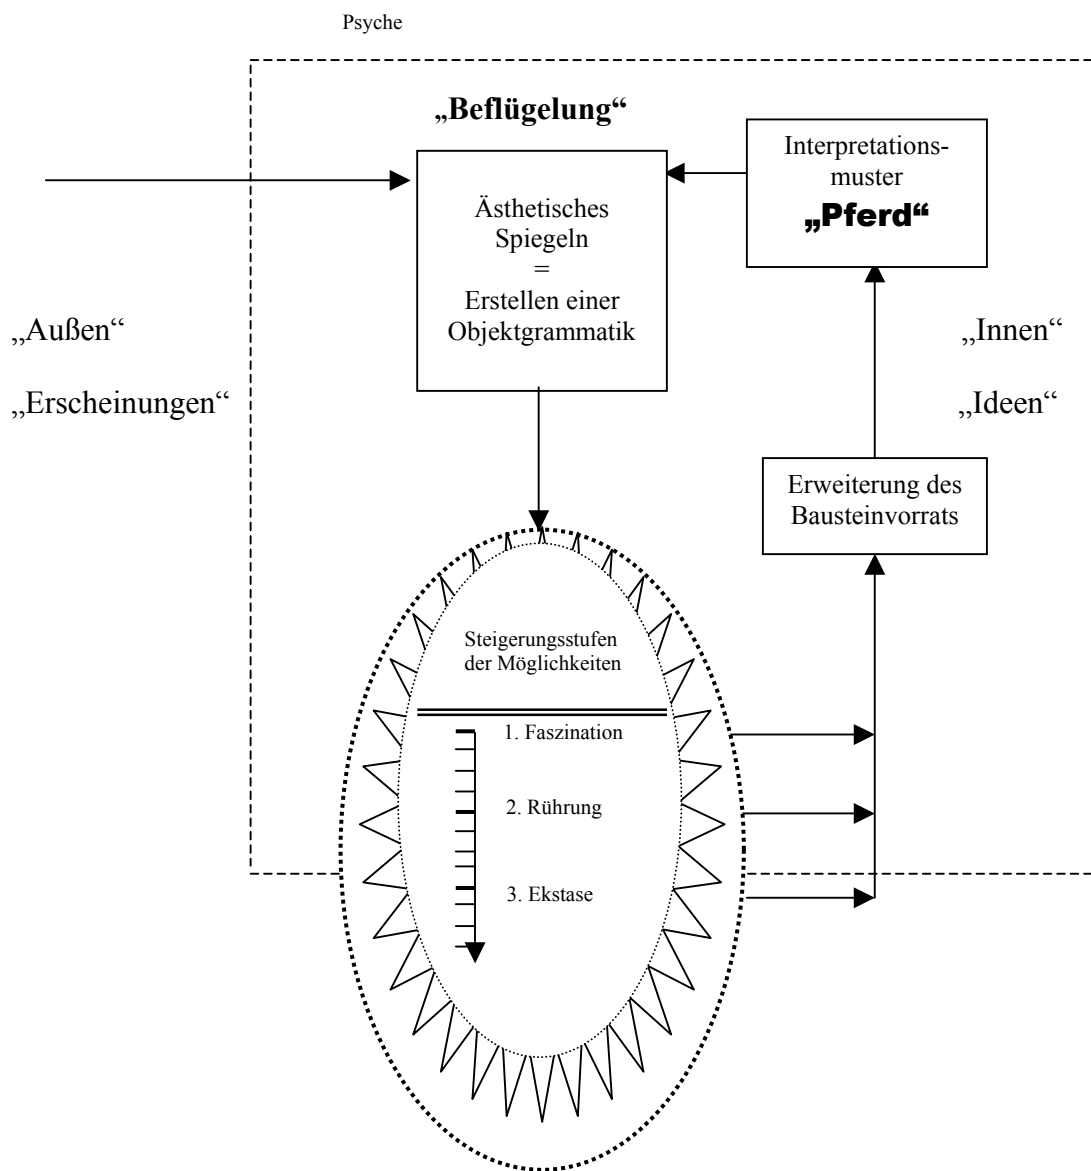 Psyche
„Beflügelung“
Interpretations-
muster
„Pferd“
Ästhetisches
Spiegeln
=
Erstellen einer
Objektgrammatik
„Außen“
„Erscheinungen“
„Innen“
„Ideen“
Erweiterung des
Bausteinvorrats
Steigerungsstufen
der Möglichkeiten
1. Faszination
2. Rührung
3. Ekstase